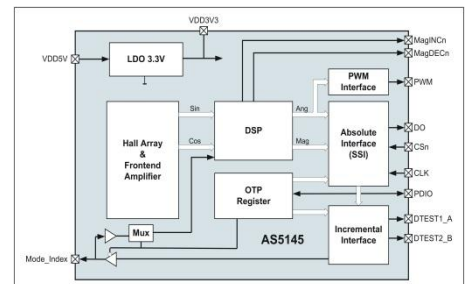 VDD3V3
MagINCn
MagDECn
VDD5V
LDO 3.3V
PWM
Interface
PWM
Sin
Ang
Hall Array
&
Frontend
Amplifier
DSP
Absolute
Interface
(SSI)
DO
Cos
Mag
CSn
CLK
OTP
Register
PDIO
DTEST1_A
Mux
AS5145
Incremental
Interface
DTEST2_B
Mode_Index